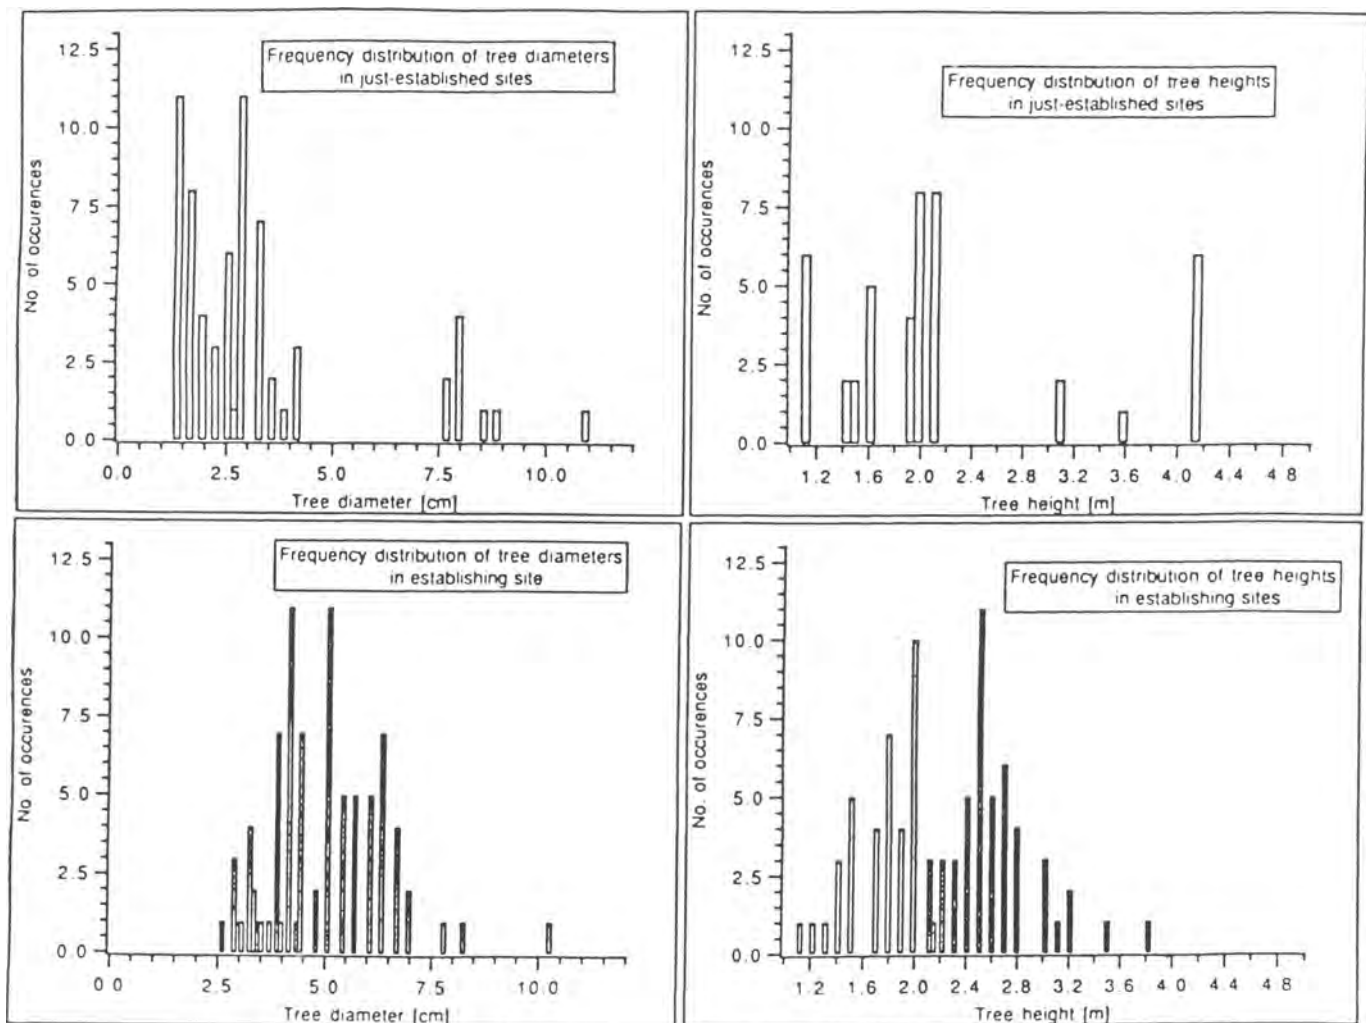 Frequency distribution of tree diameters
in just-established sites
12.5
10.0
7.5
5.0
2.5
0.0
No. of occurences
0.0 2.5 5.0 7.5 10.0
Tree diameter [cm]
Frequency distribution of tree heights
in just-established sites
12.5
10.0
7.5
5.0
2.5
0.0
No. of occurences
1.2 1.6 2.0 2.4 2.8 3.2 3.6 4.0 4.4 4.8
Tree height [m]
Frequency distribution of tree diameters
in establishing site
12.5
10.0
7.5
5.0
2.5
0.0
No. of occurences
0.0 2.5 5.0 7.5 10.0
Tree diameter [cm]
Frequency distribution of tree heights
in establishing sites
12.5
10.0
7.5
5.0
2.5
0.0
No. of occurences
1.2 1.6 2.0 2.4 2.8 3.2 3.6 4.0 4.4 4.8
Tree height [m]